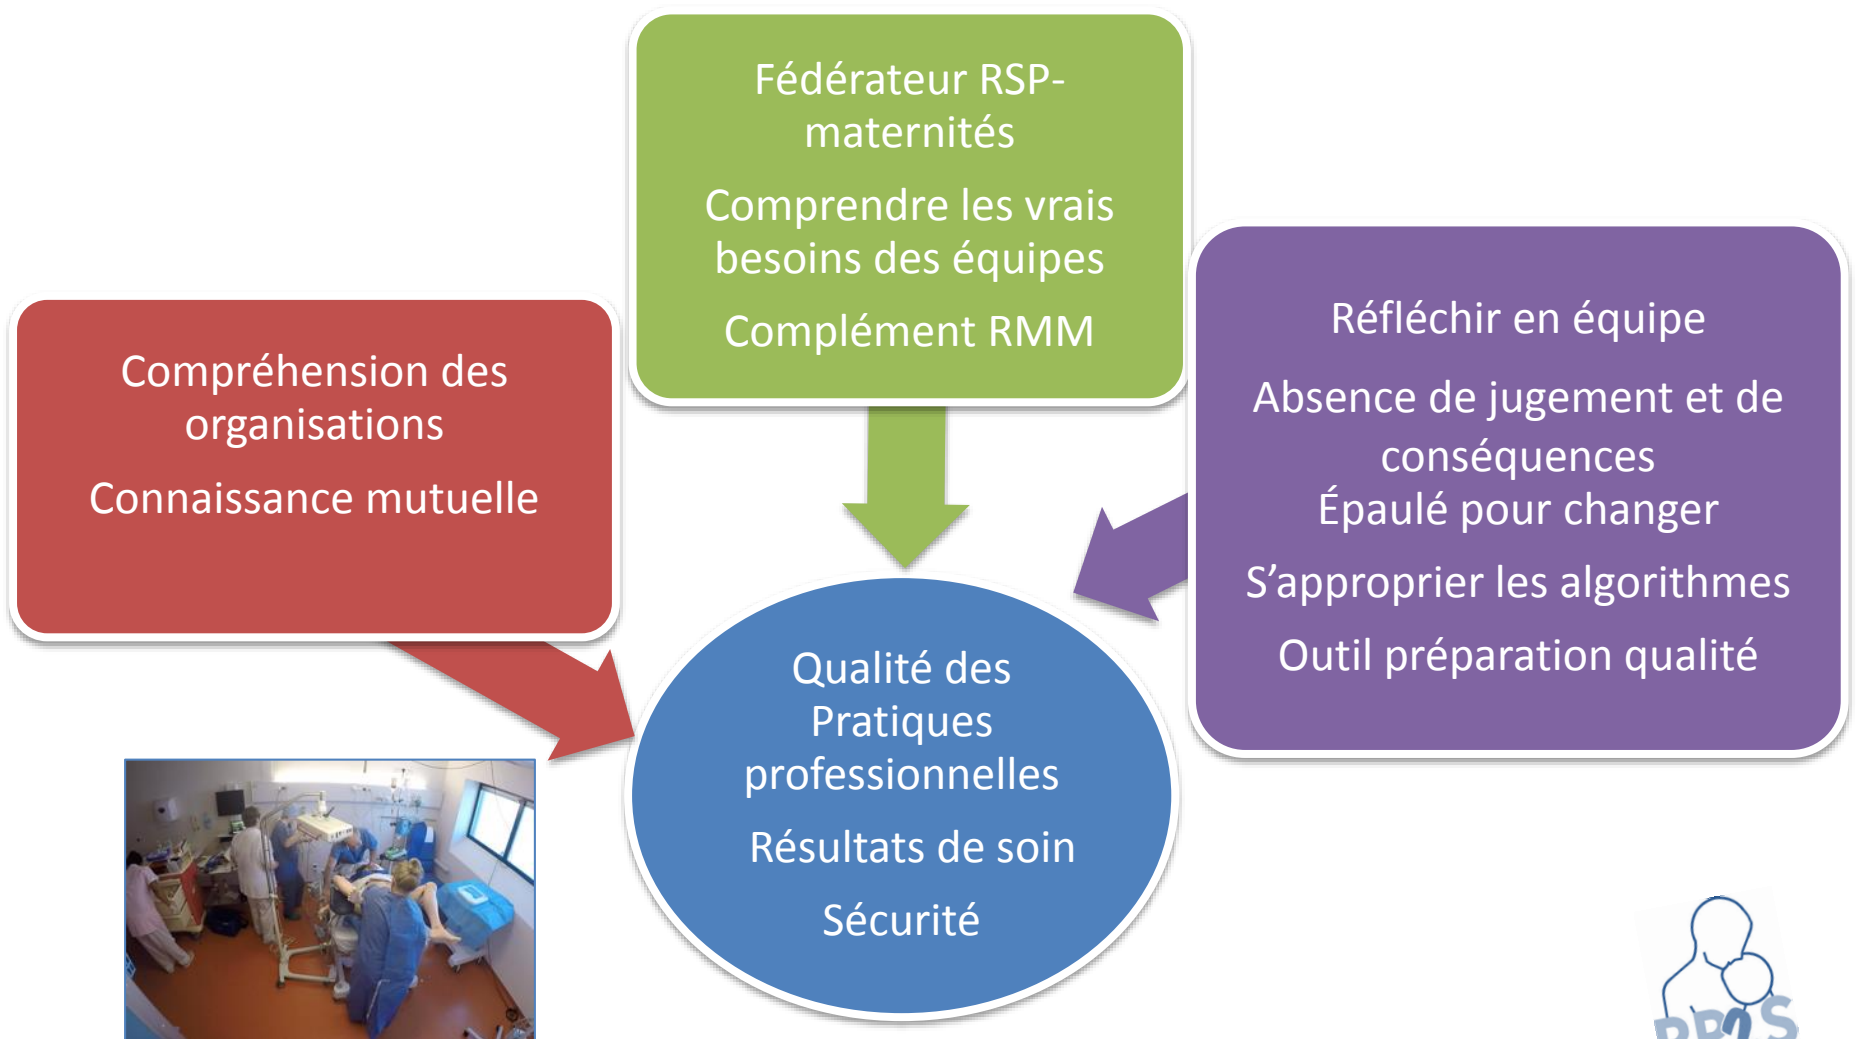 Fédérateur RSP-
maternités
Comprendre les vrais
besoins des équipes
Complément RMM
Compréhension des
organisations
Connaissance mutuelle
Réfléchir en équipe
Absence de jugement et de
conséquences
Épaulé pour changer
S’approprier les algorithmes
Outil préparation qualité
Qualité des
Pratiques
professionnelles
Résultats de soin
Sécurité